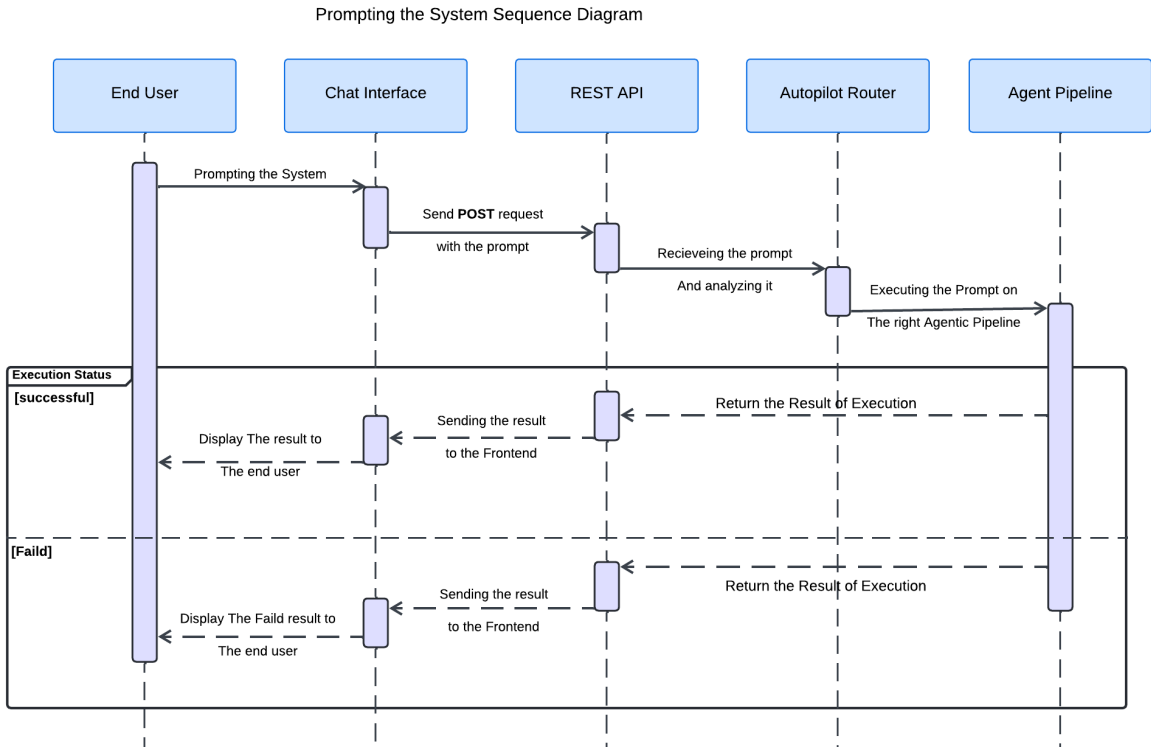 Prompting the System Sequence Diagram
End User
Chat Interface
REST API
Autopilot Router
Agent Pipeline
Prompting the System
Send POST request
with the prompt
Recieveing the prompt
And analyzing it
Executing the Prompt on
The right Agentic Pipeline
Execution Status
[successful]
Return the Result of Execution
Sending the result
to the Frontend
Display The result to
The end user
[Faild]
Return the Result of Execution
Sending the result
to the Frontend
Display The Faild result to
The end user